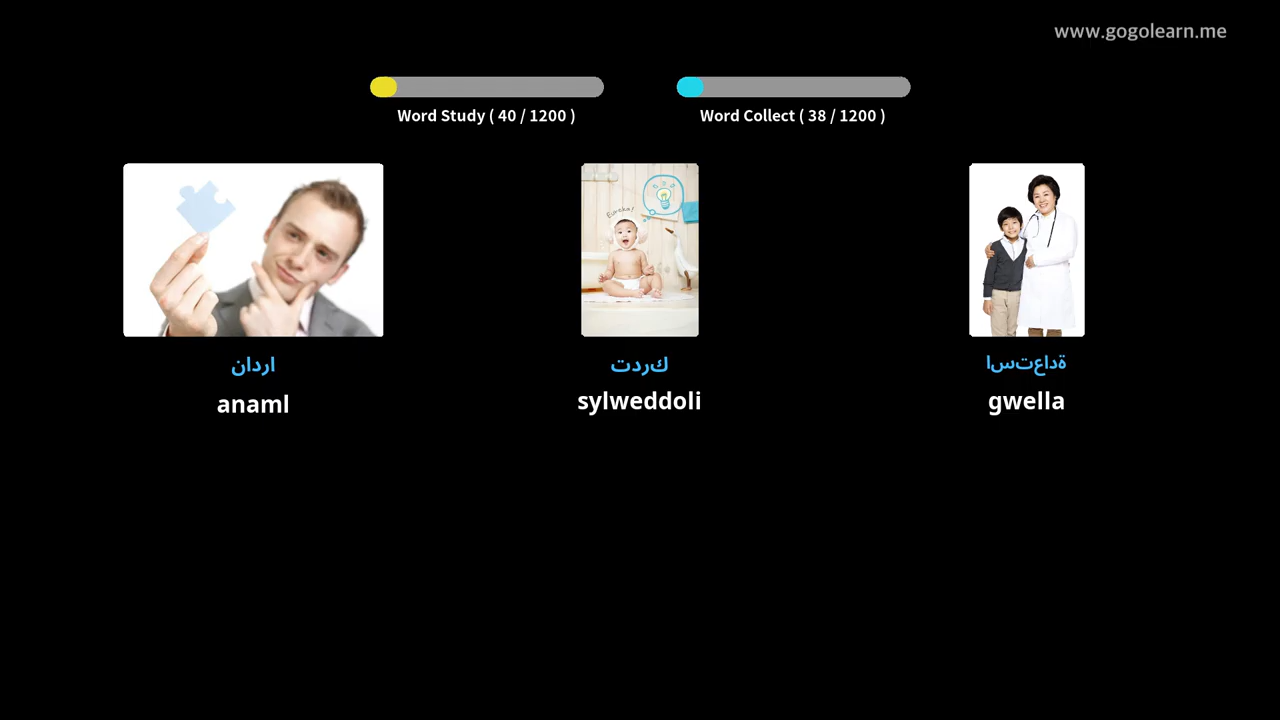 www.gogolearn.me
Word Study ( 40 / 1200 )
Word Collect ( 38 / 1200 )
اردان
كردت
ةداعتسا
anaml
sylweddoli
gwella
Eureka!